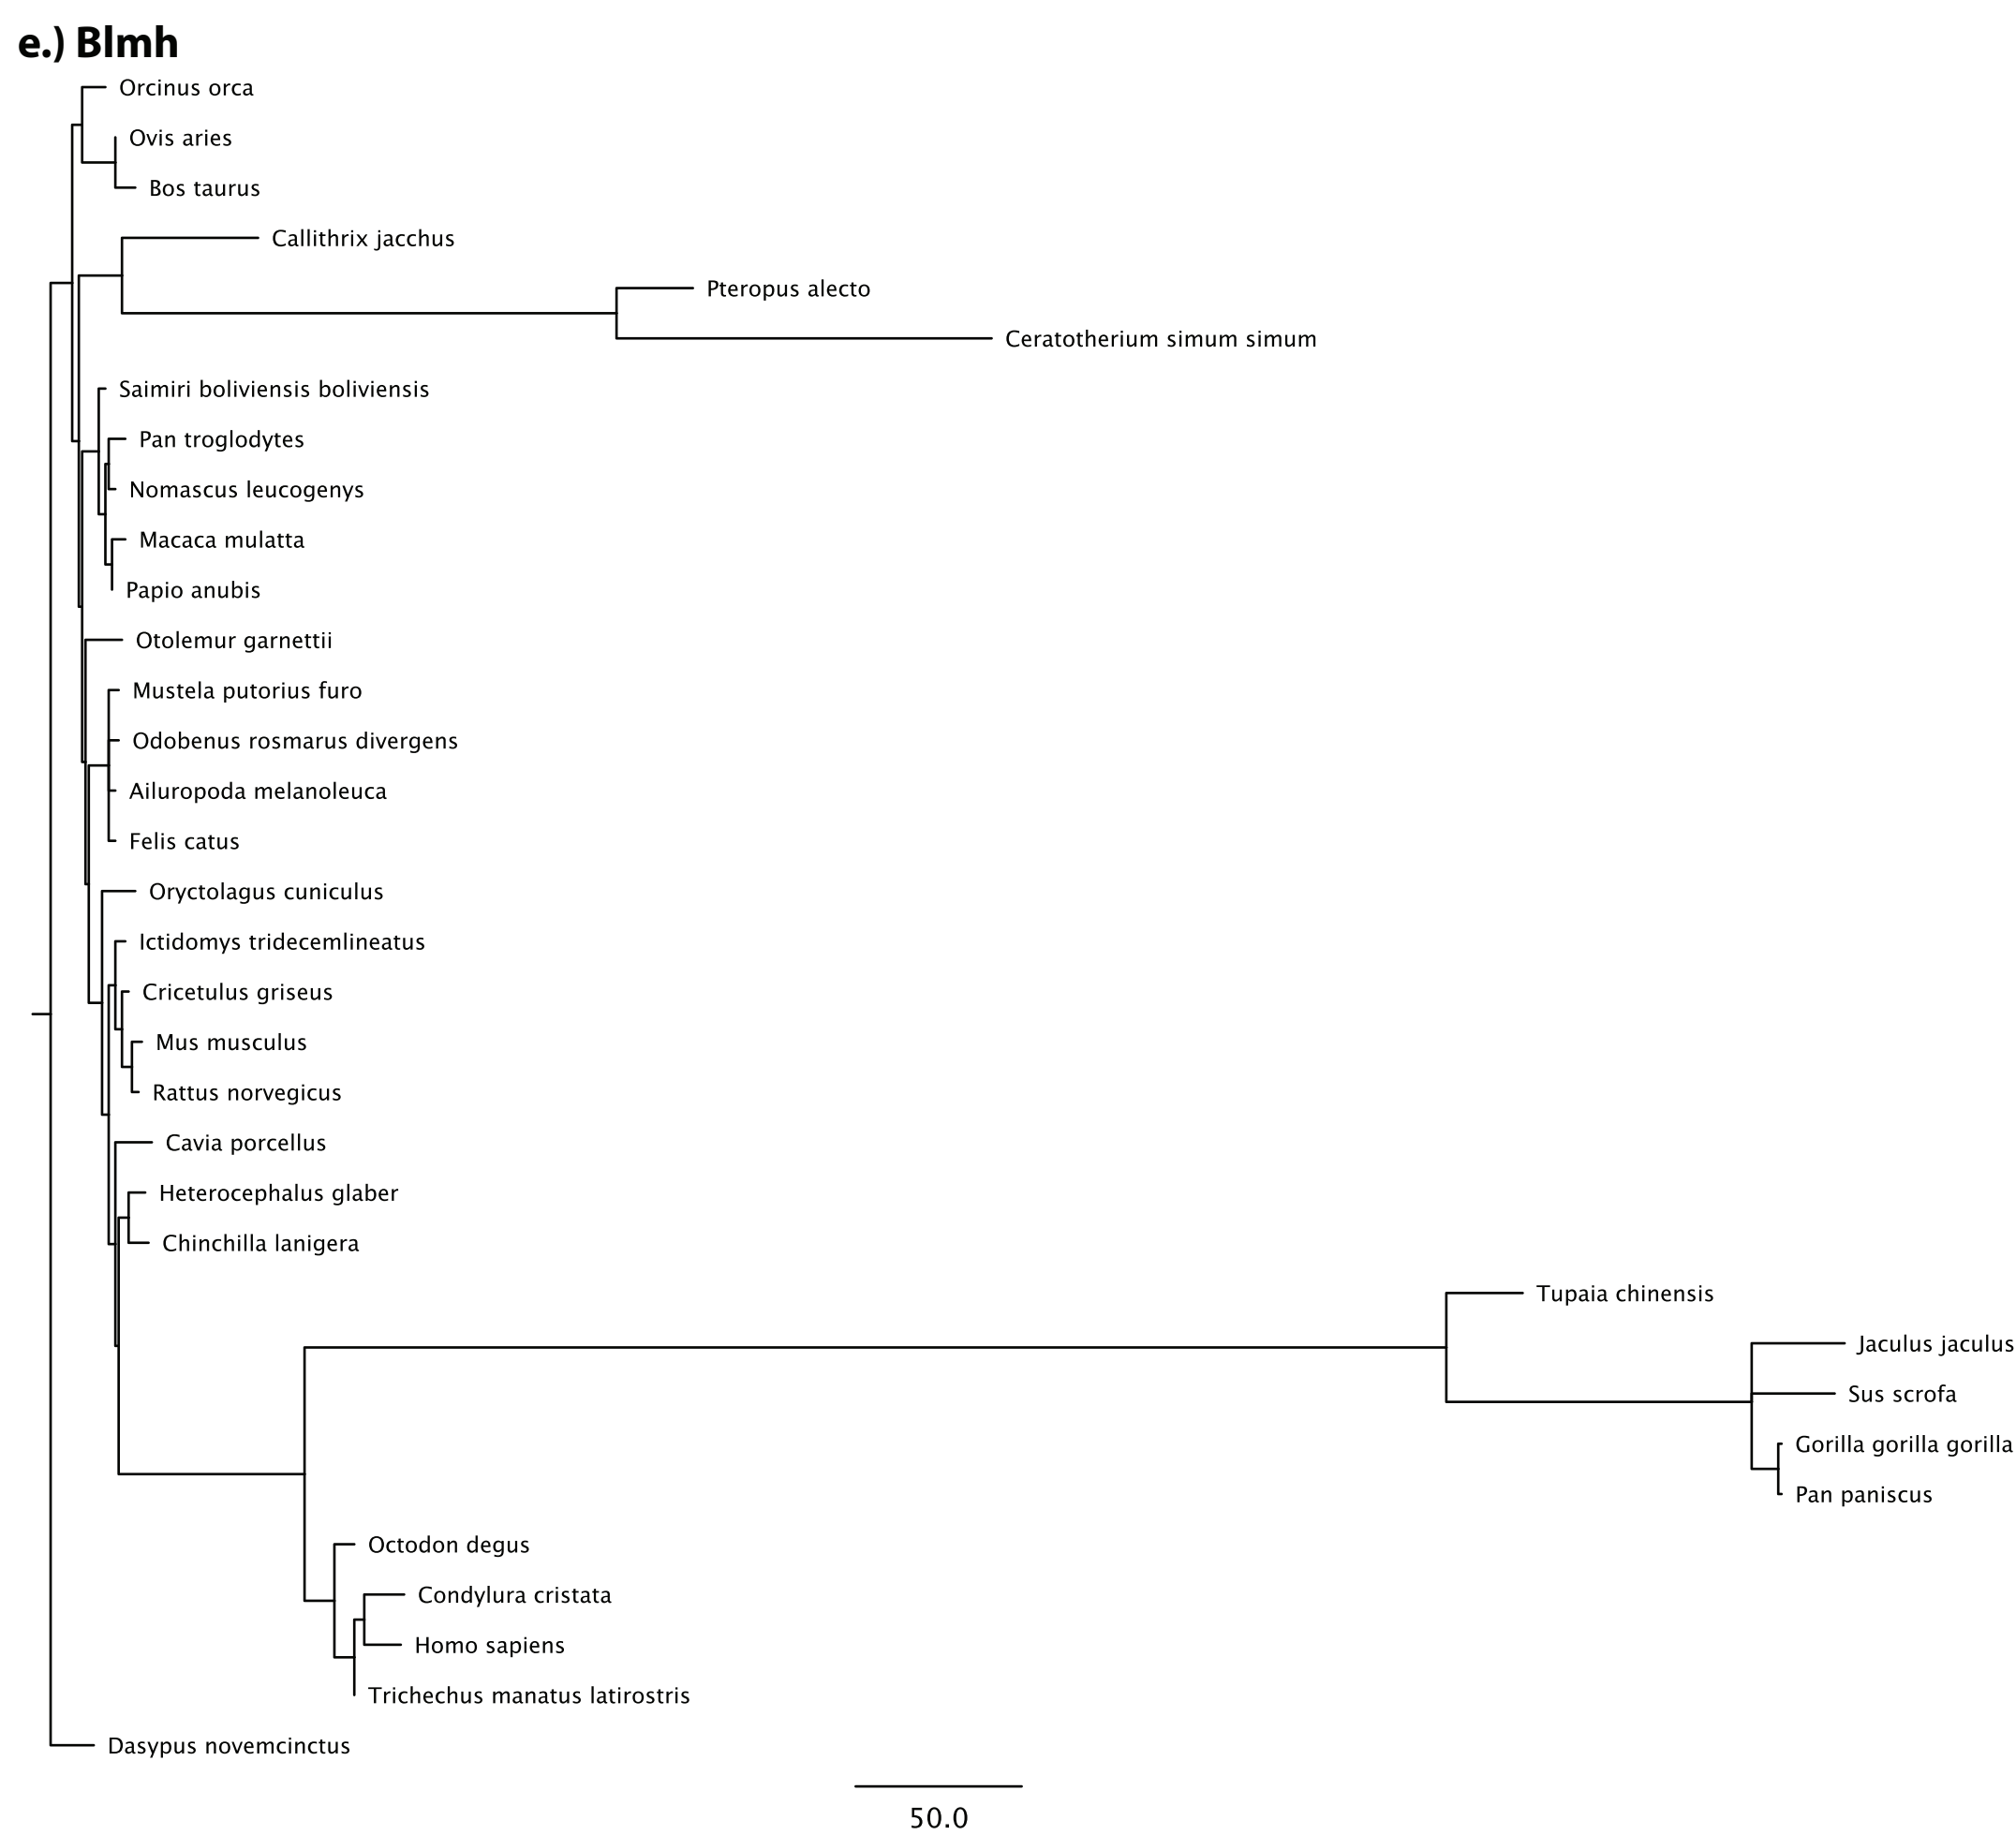 e.) Blmh
Orcinus orca
Ovis aries
Bos taurus
Callithrix jacchus
Pteropus alecto
Ceratotherium simum simum
Saimiri boliviensis boliviensis
Pan troglodytes
Nomascus leucogenys
Macaca mulatta
Papio anubis
Otolemur garnettii
Mustela putorius furo
Odobenus rosmarus divergens
Ailuropoda melanoleuca
Felis catus
Oryctolagus cuniculus
Ictidomys tridecemlineatus
Cricetulus griseus
Mus musculus
Rattus norvegicus
Cavia porcellus
Heterocephalus glaber
Chinchilla lanigera
Tupaia chinensis
Jaculus jaculus
Sus scrofa
Gorilla gorilla gorilla
Pan paniscus
Octodon degus
Condylura cristata
Homo sapiens
Trichechus manatus latirostris
Dasypus novemcinctus
50.0